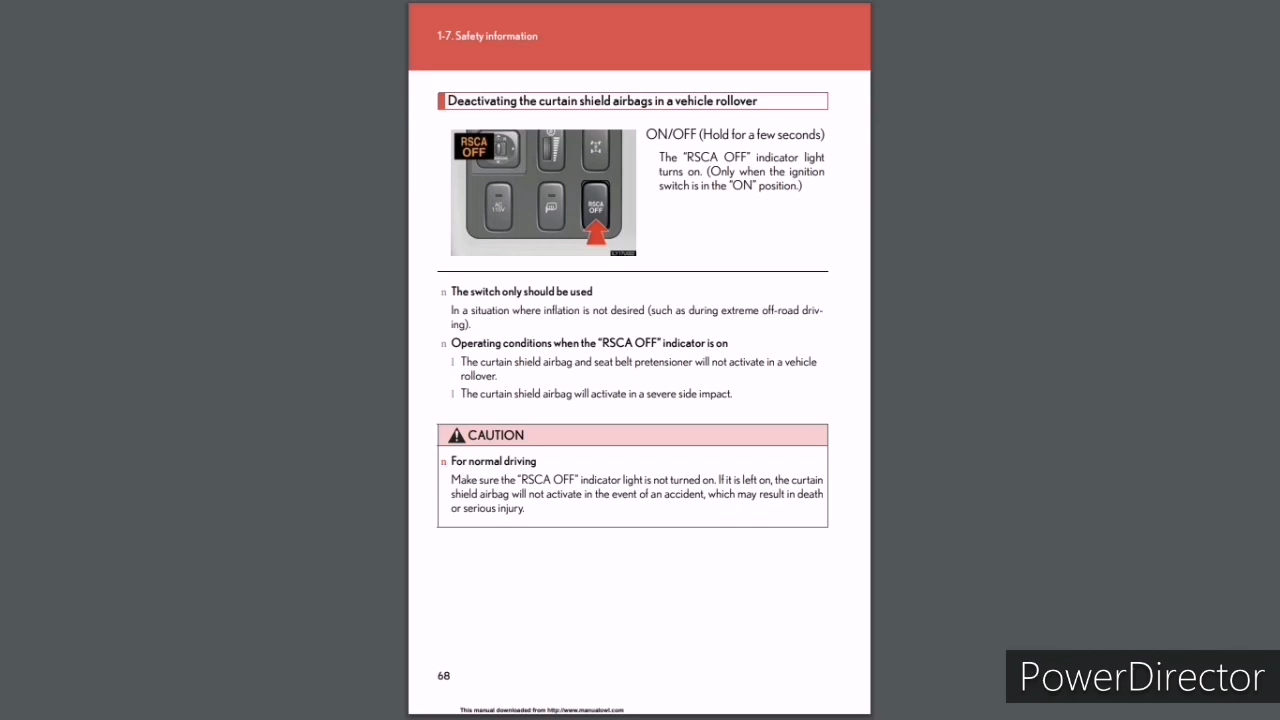 1-7. Safety information
Deactivating the curtain shield airbags in a vehicle rollover
RSCA
OFF
AC
115V
RSCA
OFF
ON/OFF (Hold for a few seconds)
The “RSCA OFF” indicator light
turns on. (Only when the ignition
switch is in the “ON” position.)
n The switch only should be used
In a situation where inflation is not desired (such as during extreme off-road driv-
ing).
n Operating conditions when the “RSCA OFF” indicator is on
l The curtain shield airbag and seat belt pretensioner will not activate in a vehicle
rollover.
l The curtain shield airbag will activate in a severe side impact.
CAUTION
n For normal driving
Make sure the “RSCA OFF” indicator light is not turned on. If it is left on, the curtain
shield airbag will not activate in the event of an accident, which may result in death
or serious injury.
68
This manual downloaded from http://www.manualowl.com
PowerDirector